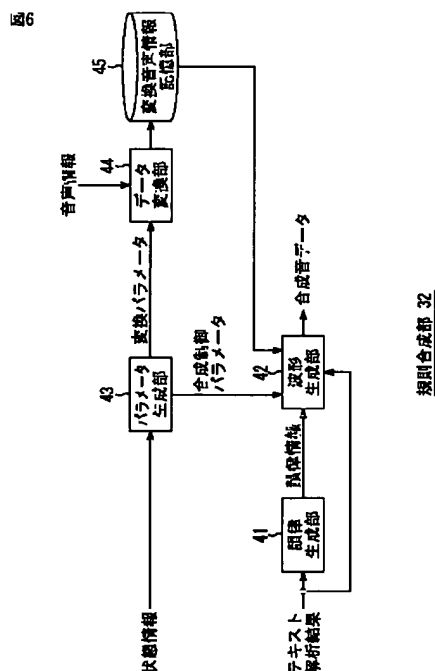 図6
音声情報
45
変換音声情報
記憶部
44
データ
変換部
変換パラメータ
43
パラメータ
生成部
合成制御
パラメータ
状態情報
42
波形
生成部
合成音データ
韻律情報
41
韻律
生成部
テキスト
解析結果
規則合成部 32